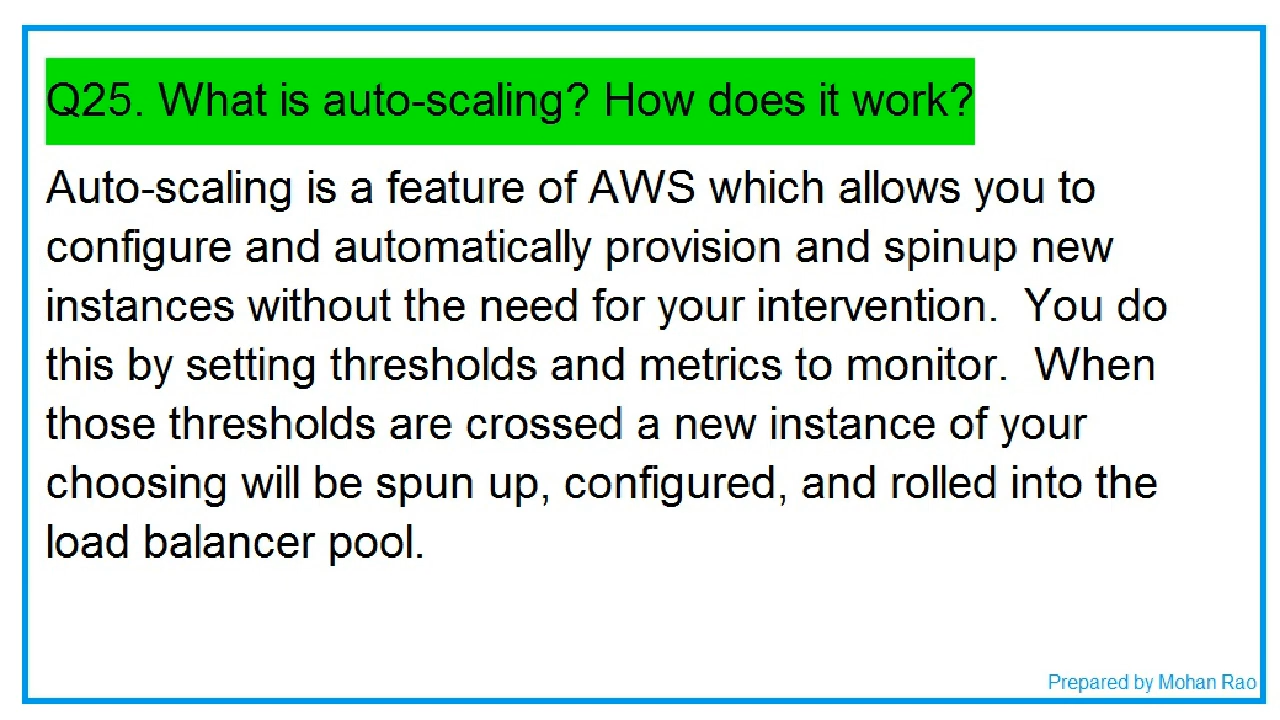 Q25. What is auto-scaling? How does it work?
Auto-scaling is a feature of AWS which allows you to
configure and automatically provision and spinup new
instances without the need for your intervention.  You do
this by setting thresholds and metrics to monitor.  When
those thresholds are crossed a new instance of your
choosing will be spun up, configured, and rolled into the
load balancer pool.
Prepared by Mohan Rao